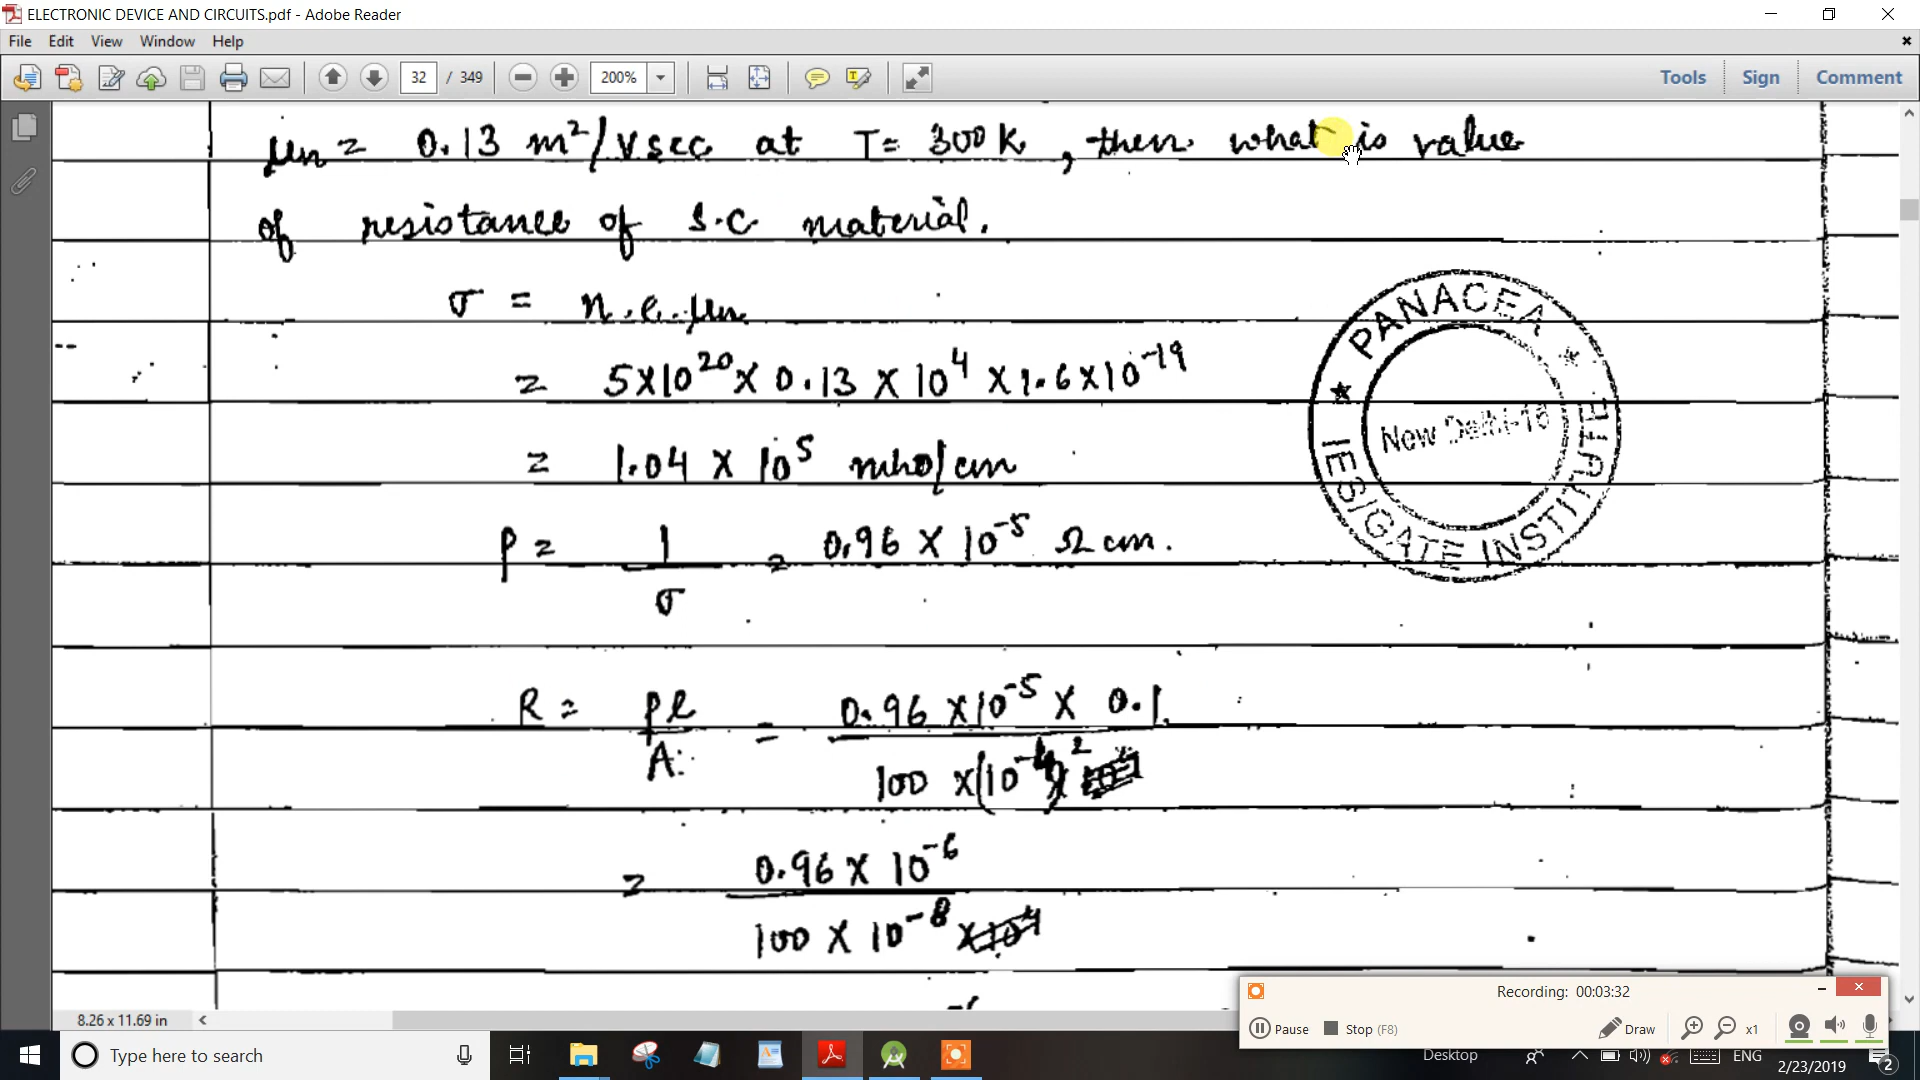 ELECTRONIC DEVICE AND CIRCUITS.pdf - Adobe Reader
File Edit View Window Help
32 / 349 200% Tools Sign Comment
μn = 0.13 m²/Vsec at T = 300 K, then what is value
of resistance of s.c material.
σ = n.e.μn
= 5×10²⁰ × 0.13 × 10⁴ × 1.6×10⁻¹⁹
= 1.04 × 10⁵ mho/cm
ρ = 1/σ = 0.96 × 10⁻⁵ Ω cm.
R = ρl/A = 0.96 × 10⁻⁵ × 0.1 / 100 × (10⁻⁴)²
= 0.96 × 10⁻⁶ / 100 × 10⁻⁸
★ PANACEA ★
IES/GATE INSTITUTE
New Delhi-16
8.26 x 11.69 in
Recording: 00:03:32
Pause Stop (F8) Draw x1
Type here to search
Desktop ENG 2/23/2019 2